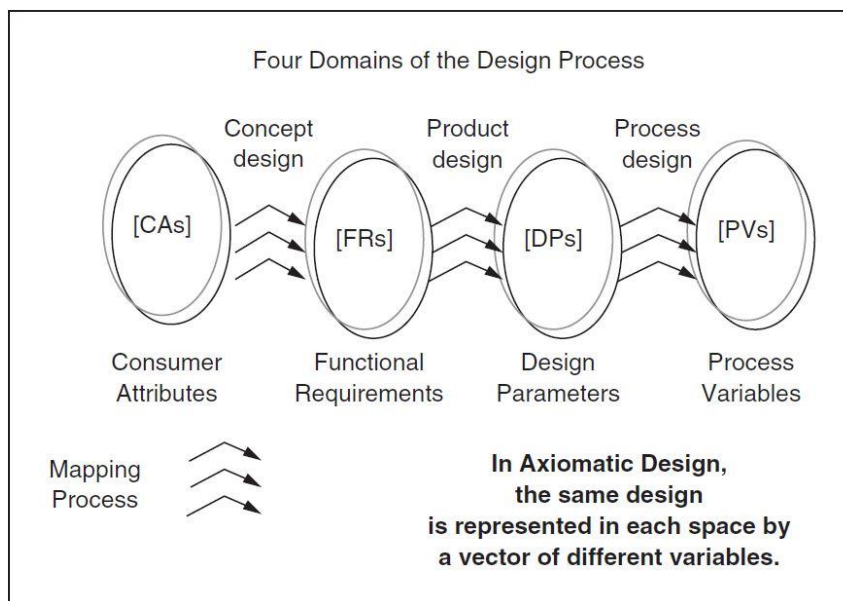 Four Domains of the Design Process
Concept
design
Product
design
Process
design
[CAs]
[FRs]
[DPs]
[PVs]
Consumer
Attributes
Functional
Requirements
Design
Parameters
Process
Variables
Mapping
Process
In Axiomatic Design,
the same design
is represented in each space by
a vector of different variables.